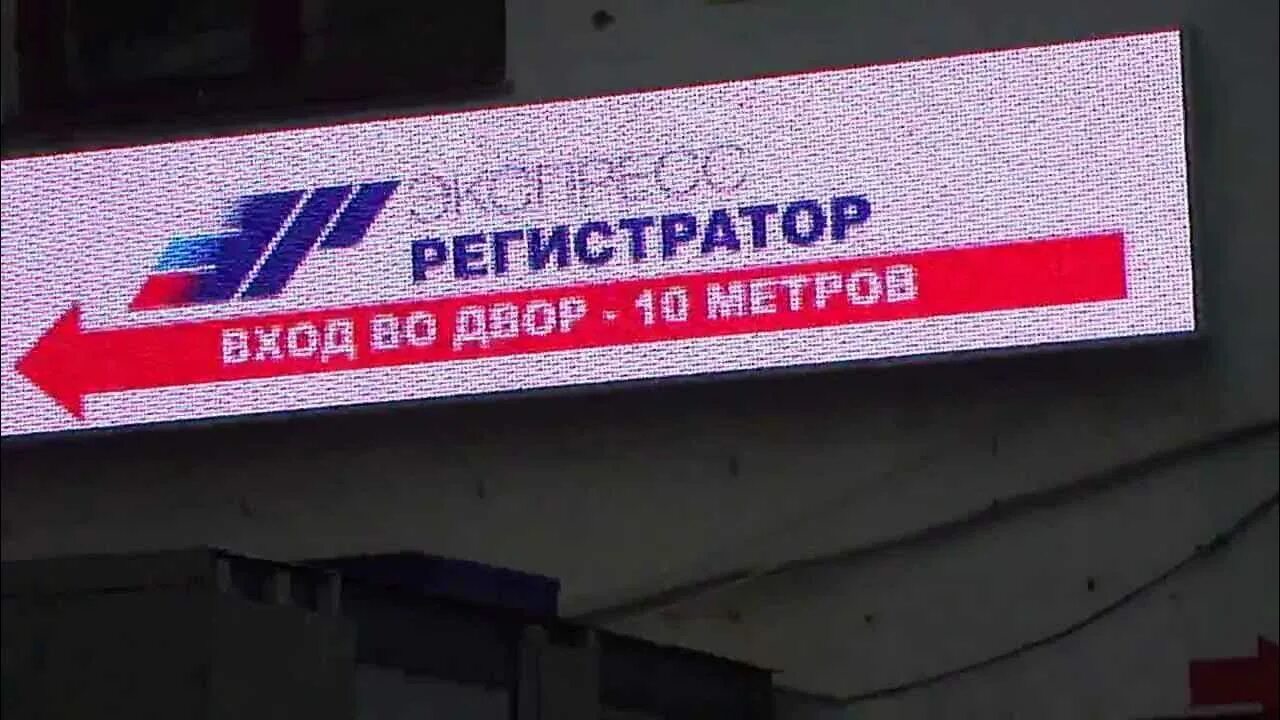 ЭКСПРЕСС
РЕГИСТРАТОР
ВХОД ВО ДВОР - 10 МЕТРОВ